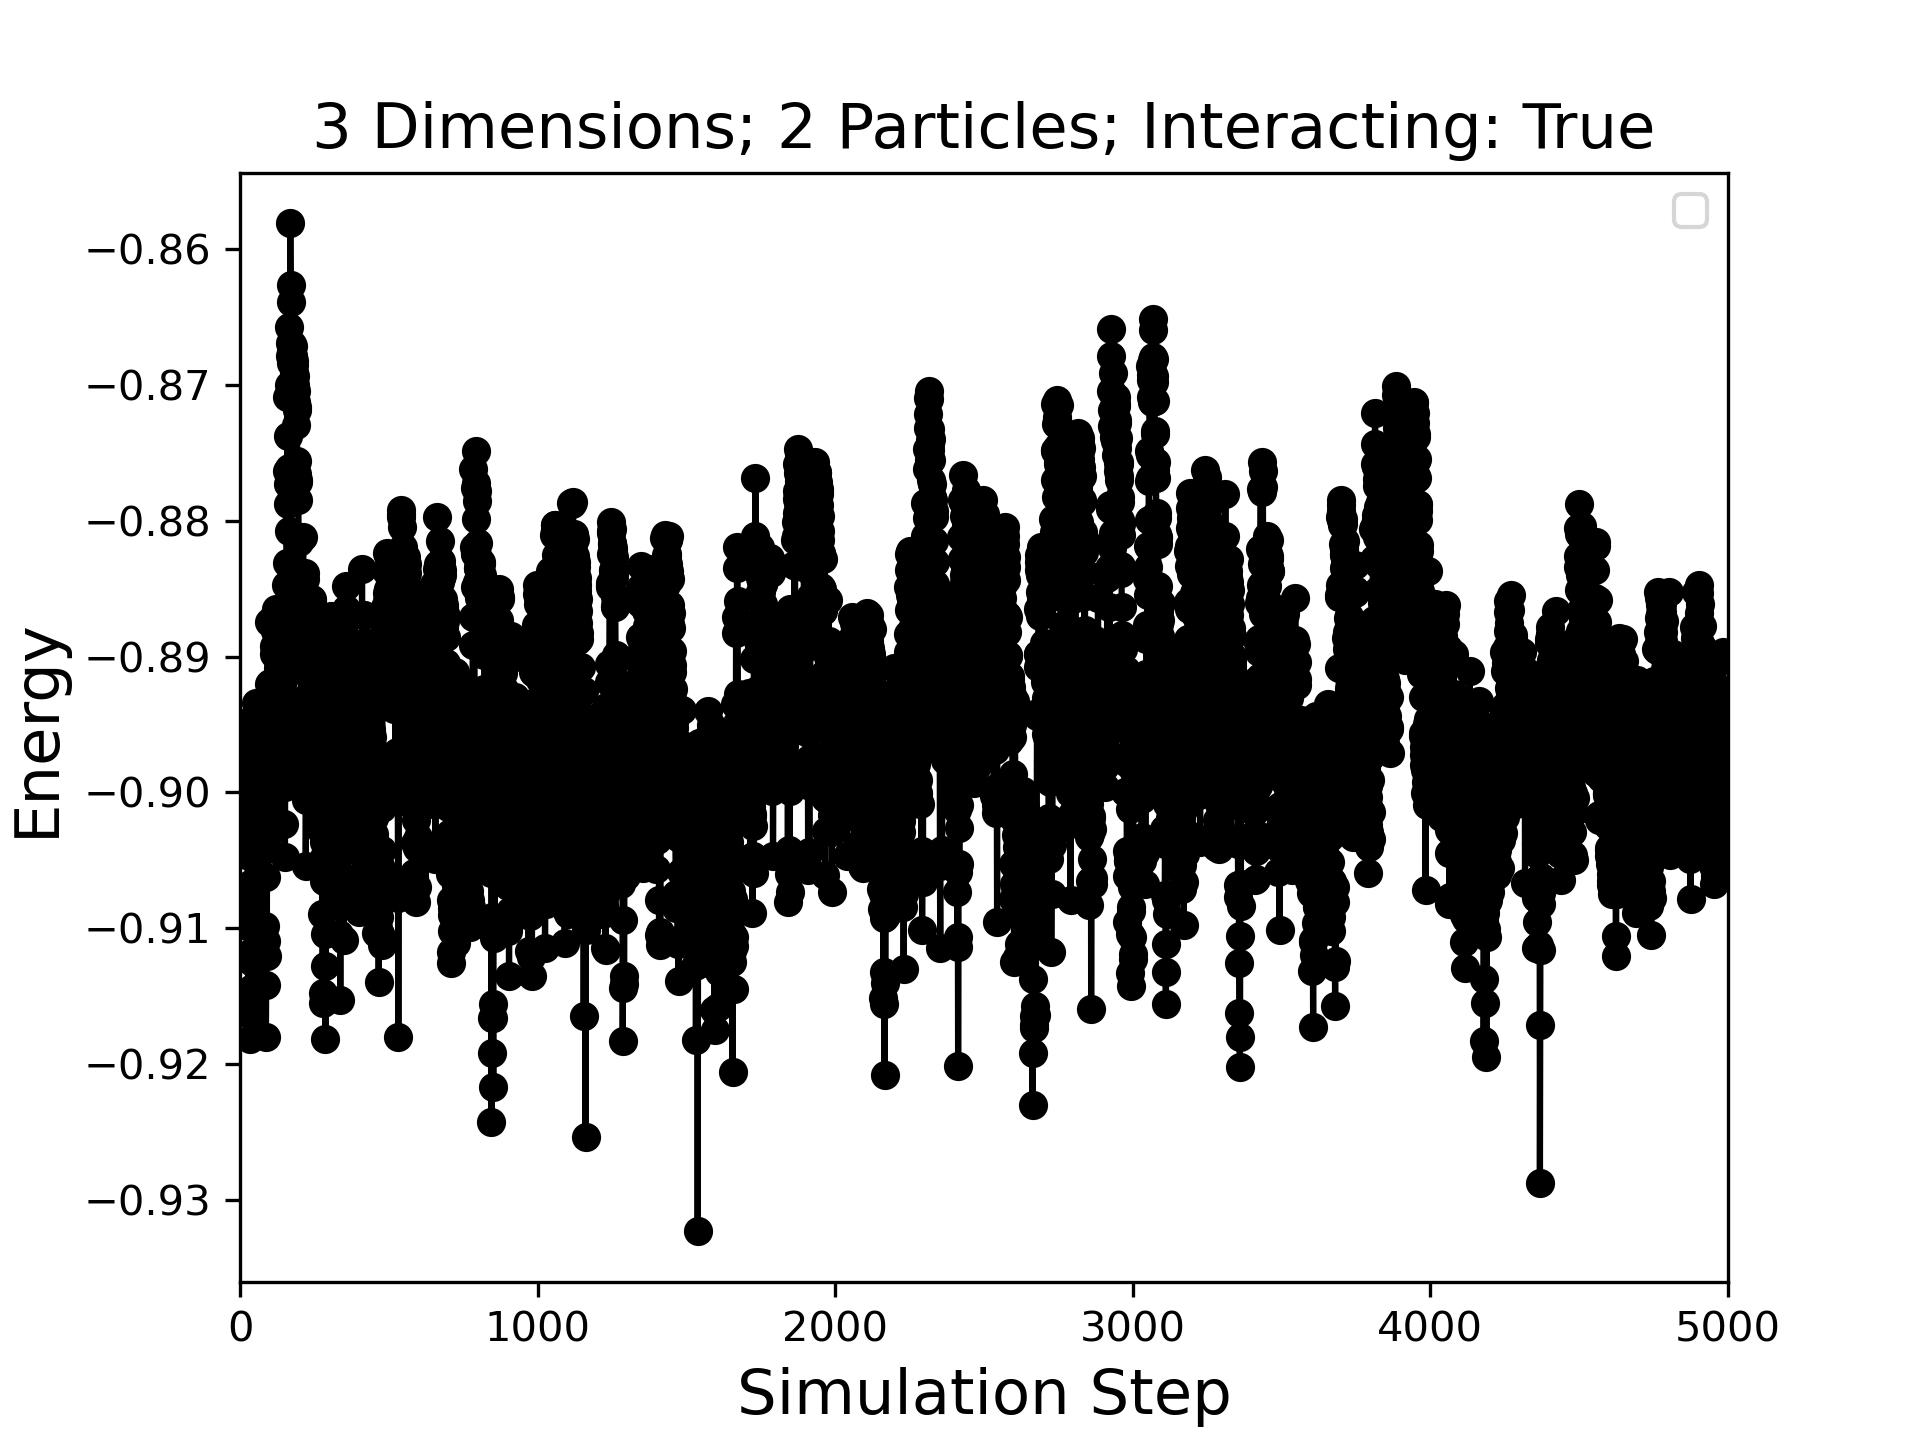 3 Dimensions; 2 Particles; Interacting: True
−0.86
−0.87
−0.88
−0.89
−0.90
−0.91
−0.92
−0.93
Energy
0 1000 2000 3000 4000 5000
Simulation Step